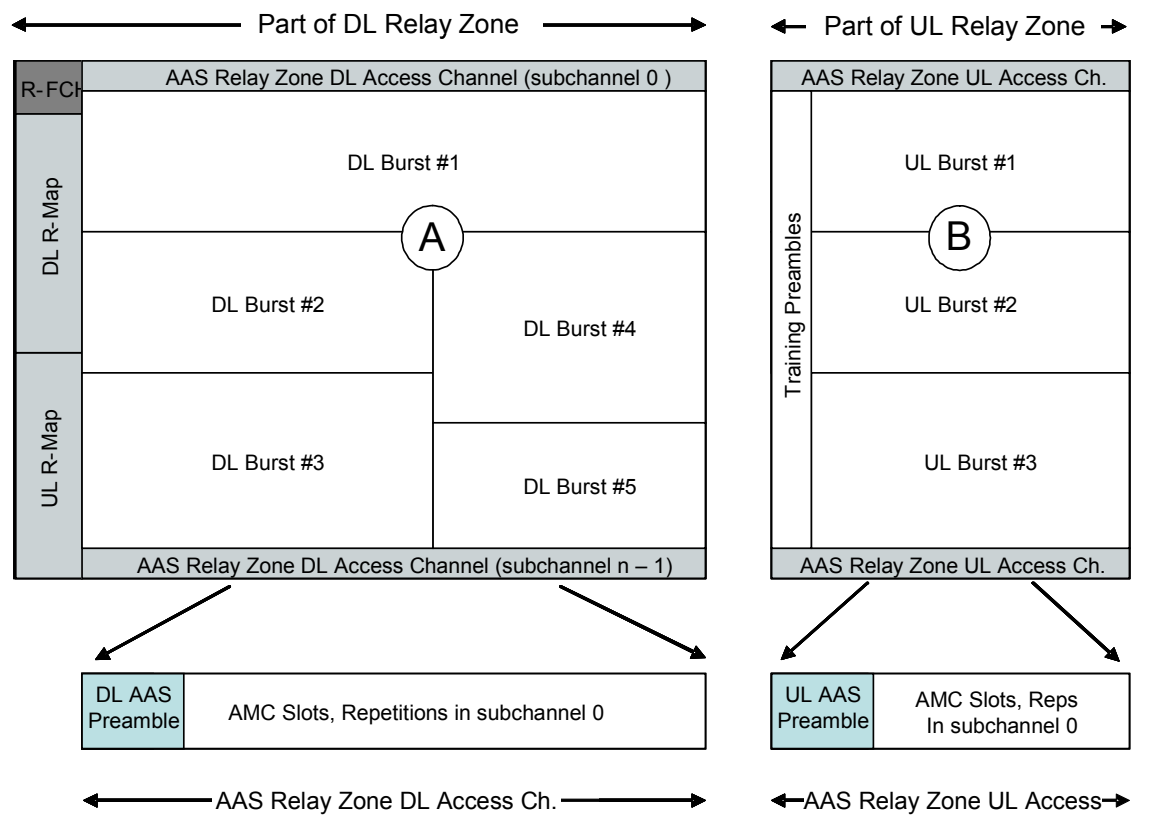 Part of DL Relay Zone
Part of UL Relay Zone
R-FCH
AAS Relay Zone DL Access Channel (subchannel 0 )
DL R-Map
UL R-Map
DL Burst #1
A
DL Burst #2
DL Burst #4
DL Burst #3
DL Burst #5
AAS Relay Zone DL Access Channel (subchannel n – 1)
AAS Relay Zone UL Access Ch.
Training Preambles
UL Burst #1
B
UL Burst #2
UL Burst #3
AAS Relay Zone UL Access Ch.
DL AAS
Preamble
AMC Slots, Repetitions in subchannel 0
UL AAS
Preamble
AMC Slots, Reps
In subchannel 0
AAS Relay Zone DL Access Ch.
AAS Relay Zone UL Access